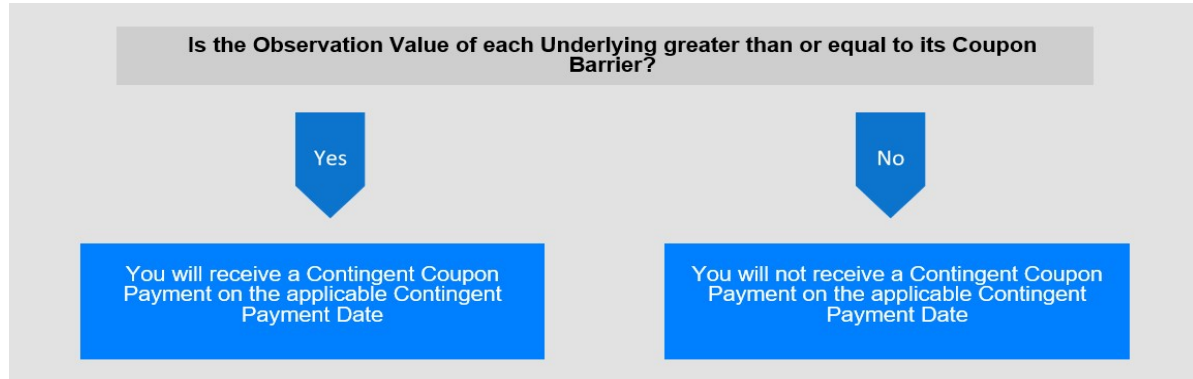 Is the Observation Value of each Underlying greater than or equal to its Coupon
Barrier?
Yes
No
You will receive a Contingent Coupon
Payment on the applicable Contingent
Payment Date
You will not receive a Contingent Coupon
Payment on the applicable Contingent
Payment Date